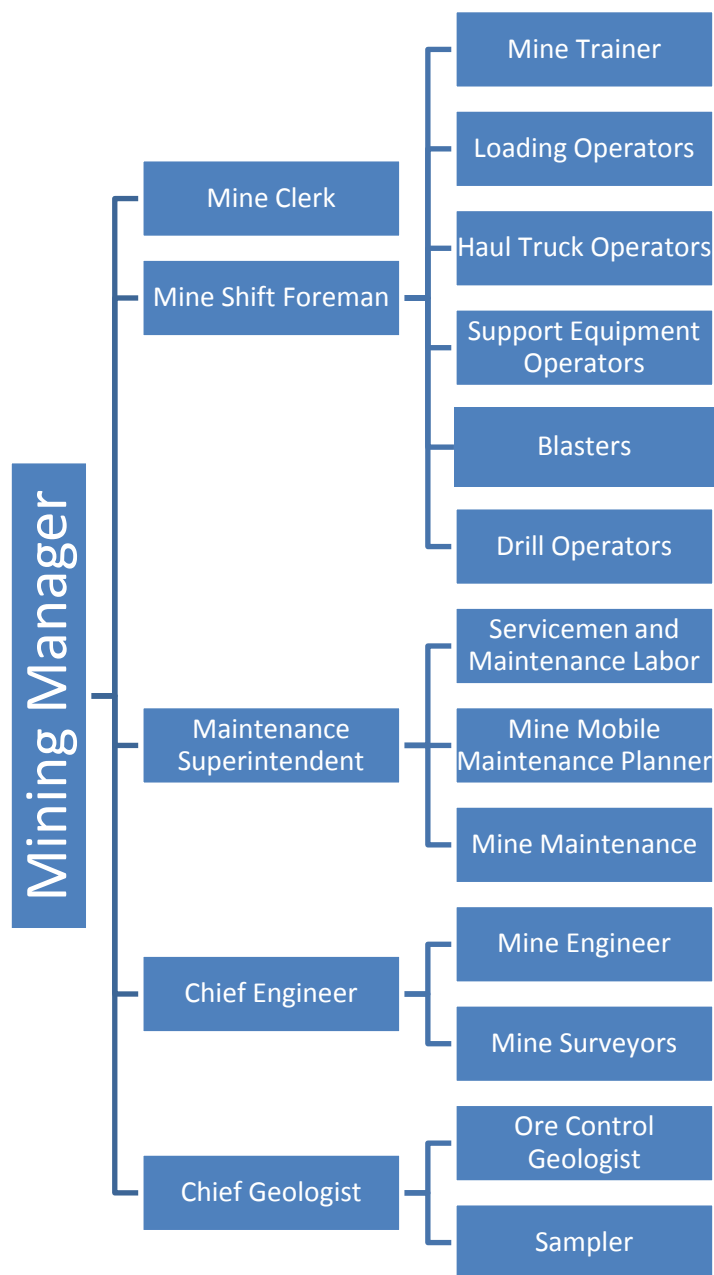 Mining Manager
Mine Clerk
Mine Shift Foreman
Mine Trainer
Loading Operators
Haul Truck Operators
Support Equipment
Operators
Blasters
Drill Operators
Maintenance
Superintendent
Servicemen and
Maintenance Labor
Mine Mobile
Maintenance Planner
Mine Maintenance
Chief Engineer
Mine Engineer
Mine Surveyors
Chief Geologist
Ore Control
Geologist
Sampler